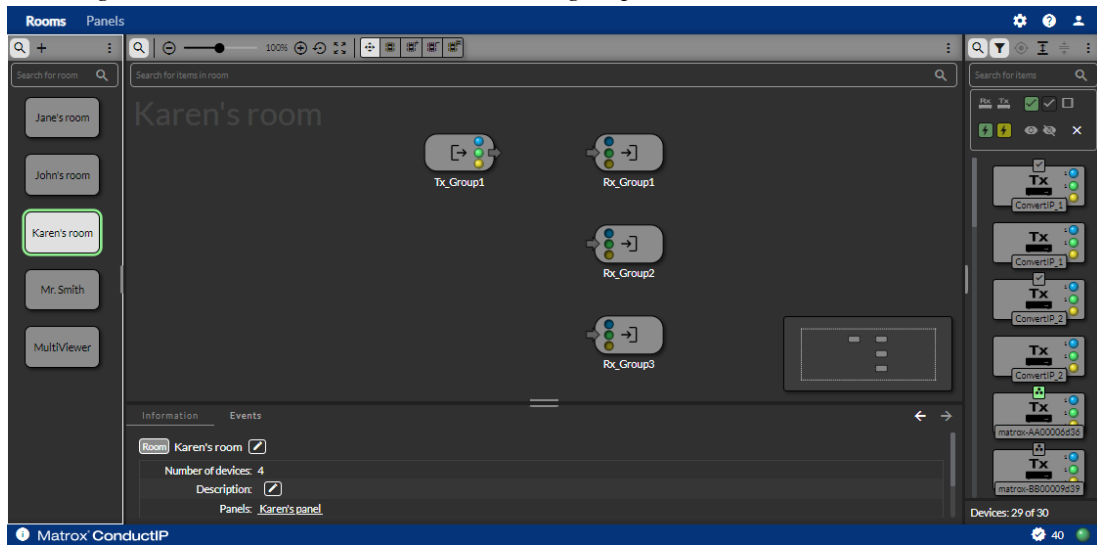 Rooms Panels
100%
Search for room
Search for items in room
Search for items
Rx Tx
Karen's room
Jane's room
John's room
Karen's room
Mr. Smith
MultiViewer
Tx_Group1
Rx_Group1
Rx_Group2
Rx_Group3
Tx
ConvertIP_1
Tx
ConvertIP_1
Tx
ConvertIP_2
Tx
ConvertIP_2
Tx
matrox-AA00006d36
Tx
matrox-BB00009d39
Devices: 29 of 30
Information Events
Room Karen's room
Number of devices: 4
Description:
Panels: Karen's panel
Matrox ConductIP
40